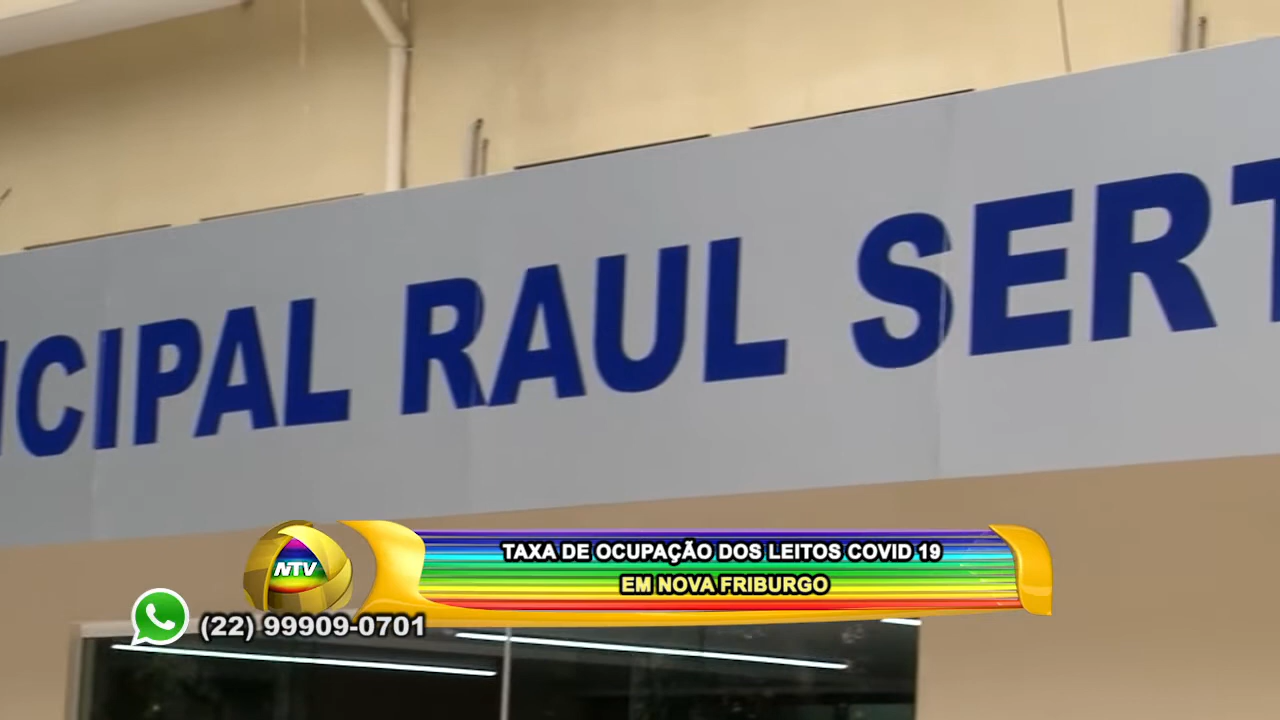 ICIPAL RAUL SERT
TAXA DE OCUPAÇÃO DOS LEITOS COVID 19
EM NOVA FRIBURGO
NTV
(22) 99909-0701